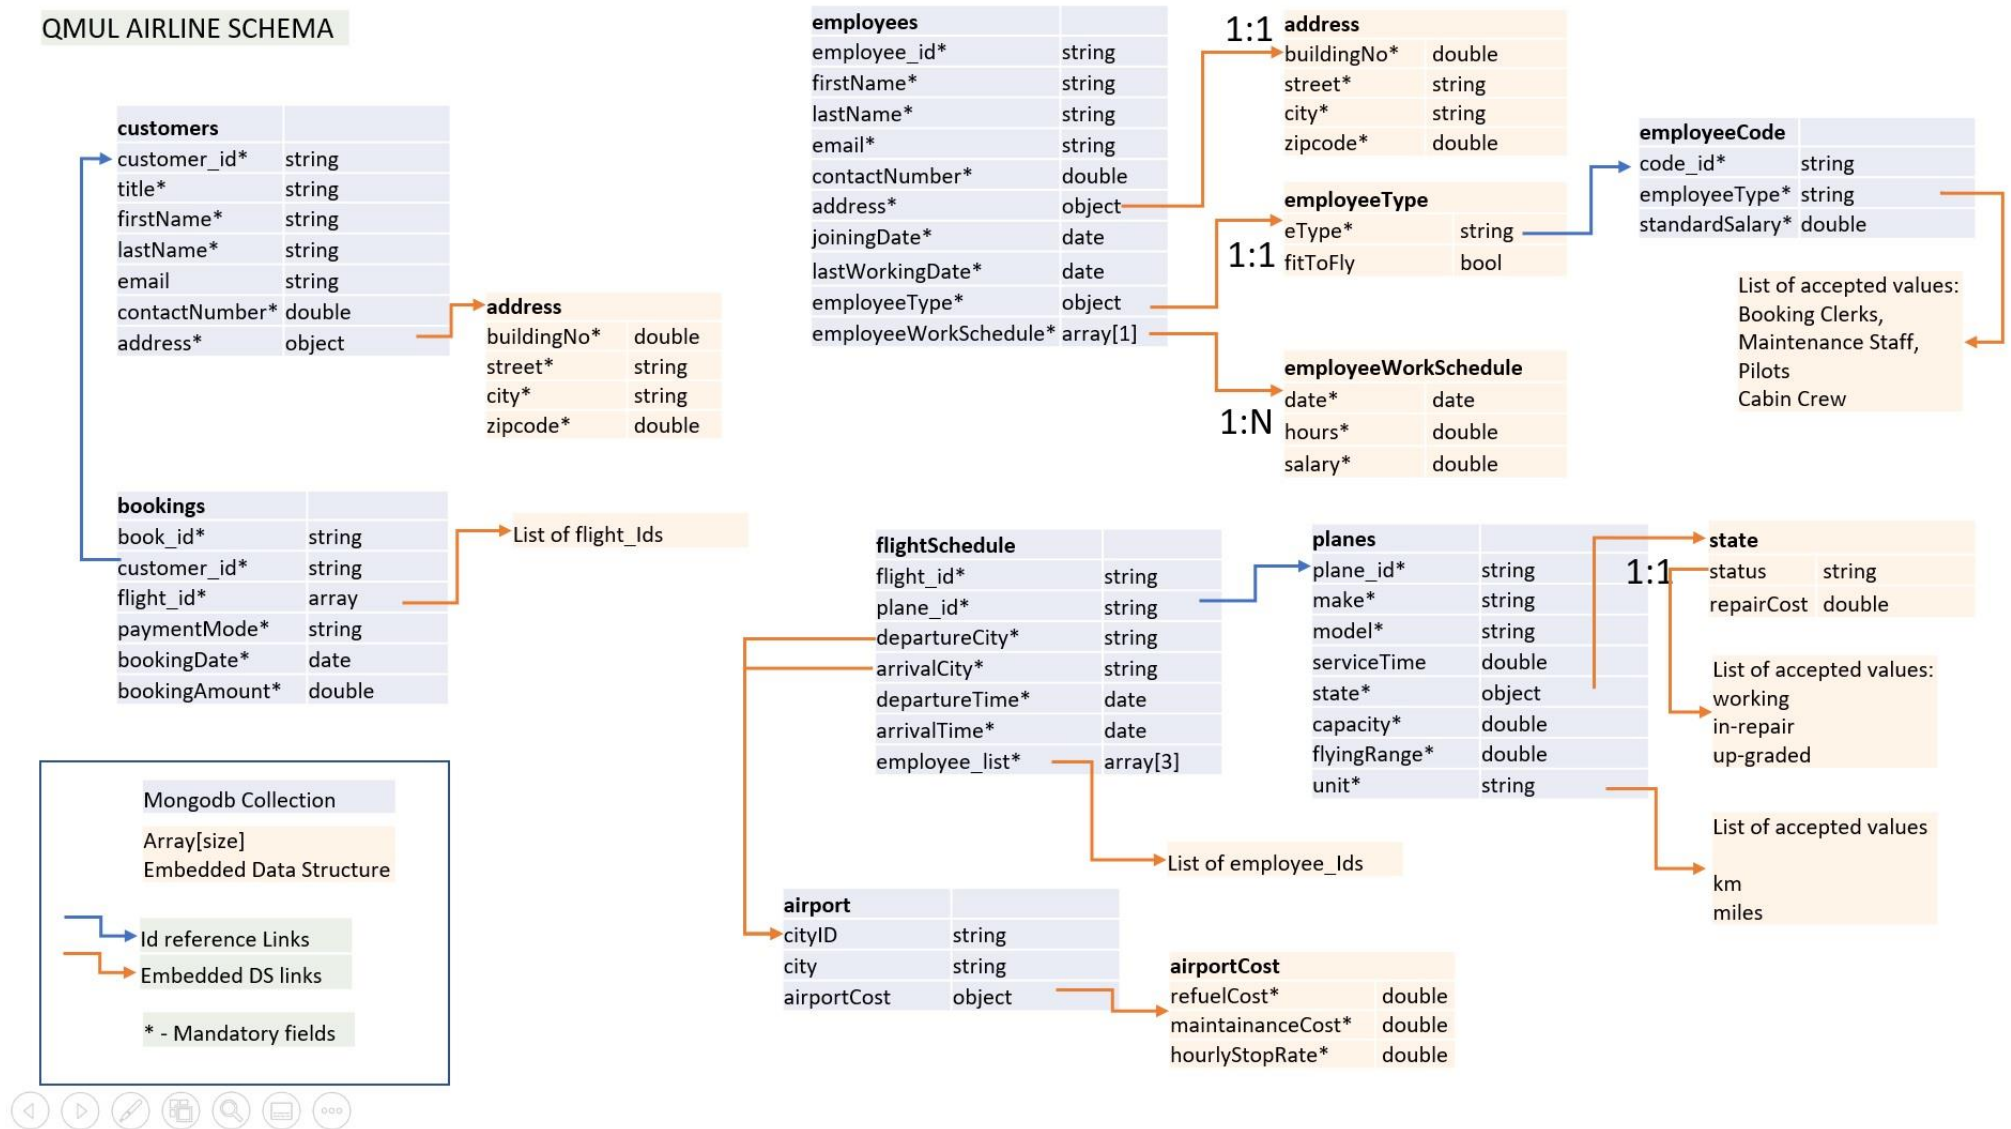 QMUL AIRLINE SCHEMA
customers
customer_id* string
title* string
firstName* string
lastName* string
email string
contactNumber* double
address* object
address
buildingNo* double
street* string
city* string
zipcode* double
bookings
book_id* string
customer_id* string
flight_id* array
paymentMode* string
bookingDate* date
bookingAmount* double
List of flight_Ids
Mongodb Collection
Array[size]
Embedded Data Structure
Id reference Links
Embedded DS links
* - Mandatory fields
employees
employee_id* string
firstName* string
lastName* string
email* string
contactNumber* double
address* object
joiningDate* date
lastWorkingDate* date
employeeType* object
employeeWorkSchedule* array[1]
1:1
address
buildingNo* double
street* string
city* string
zipcode* double
1:1
employeeType
eType* string
fitToFly bool
1:N
employeeWorkSchedule
date* date
hours* double
salary* double
employeeCode
code_id* string
employeeType* string
standardSalary* double
List of accepted values:
Booking Clerks,
Maintenance Staff,
Pilots
Cabin Crew
flightSchedule
flight_id* string
plane_id* string
departureCity* string
arrivalCity* string
departureTime* date
arrivalTime* date
employee_list* array[3]
List of employee_Ids
planes
plane_id* string
make* string
model* string
serviceTime double
state* object
capacity* double
flyingRange* double
unit* string
1:1
state
status string
repairCost double
List of accepted values:
working
in-repair
up-graded
List of accepted values
km
miles
airport
cityID string
city string
airportCost object
airportCost
refuelCost* double
maintainanceCost* double
hourlyStopRate* double